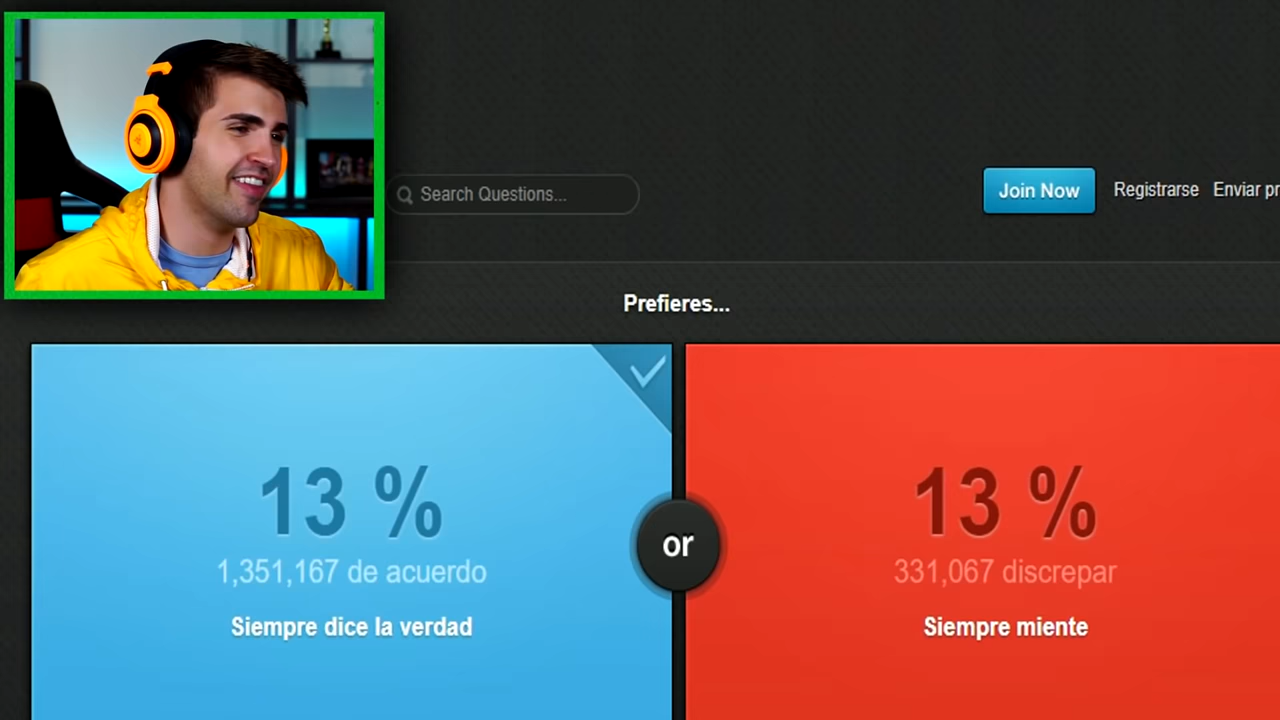 Search Questions...
Join Now
Registrarse
Enviar pr
Prefieres...
13 %
1,351,167 de acuerdo
Siempre dice la verdad
or
13 %
331,067 discrepar
Siempre miente